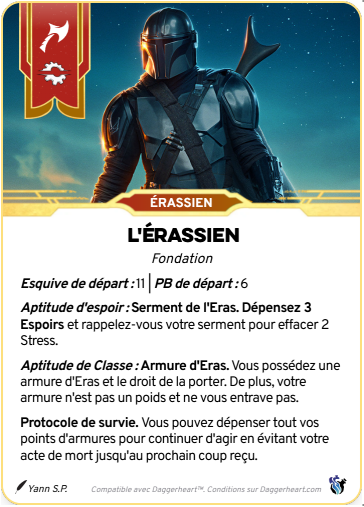 ÉRASSIEN
L'ÉRASSIEN
Fondation
Esquive de départ : 11 | PB de départ : 6
Aptitude d'espoir : Serment de l'Eras. Dépensez 3
Espoirs et rappelez-vous votre serment pour effacer 2
Stress.
Aptitude de Classe : Armure d'Eras. Vous possédez une
armure d'Eras et le droit de la porter. De plus, votre
armure n'est pas un poids et ne vous entrave pas.
Protocole de survie. Vous pouvez dépenser tout vos
points d'armures pour continuer d'agir en évitant votre
acte de mort jusqu'au prochain coup reçu.
Yann S.P.
Compatible avec Daggerheart™. Conditions sur Daggerheart.com